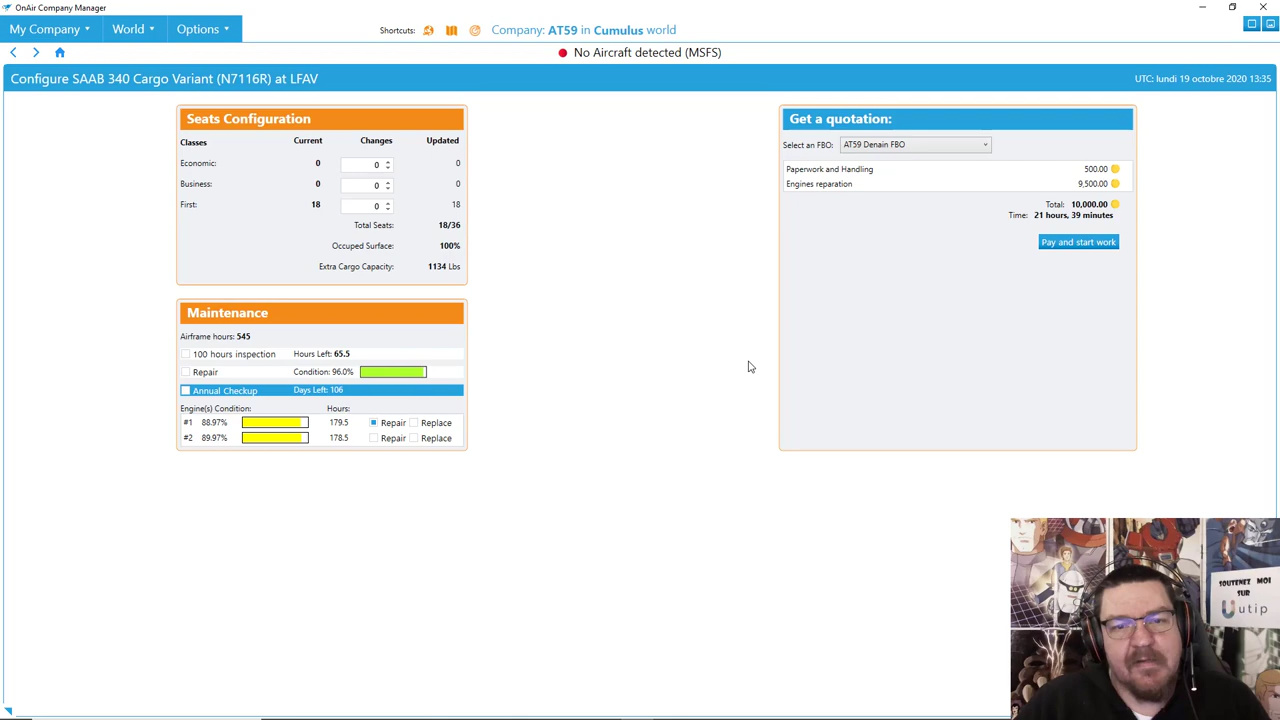 OnAir Company Manager
My Company World Options Shortcuts: Company: AT59 in Cumulus world
No Aircraft detected (MSFS)
Configure SAAB 340 Cargo Variant (N7116R) at LFAV UTC: lundi 19 octobre 2020 13:35
Seats Configuration
Classes Current Changes Updated
Economic: 0 0 0
Business: 0 0 0
First: 18 0 18
Total Seats: 18/36
Occuped Surface: 100%
Extra Cargo Capacity: 1134 Lbs
Maintenance
Airframe hours: 545
100 hours inspection Hours Left: 65.5
Repair Condition: 96.0%
Annual Checkup Days Left: 106
Engine(s) Condition: Hours:
#1 88.97% 179.5 Repair Replace
#2 89.97% 178.5 Repair Replace
Get a quotation:
Select an FBO: AT59 Denain FBO
Paperwork and Handling 500.00
Engines reparation 9,500.00
Total: 10,000.00
Time: 21 hours, 39 minutes
Pay and start work
SOUTENEZ MOI
SUR
Utip